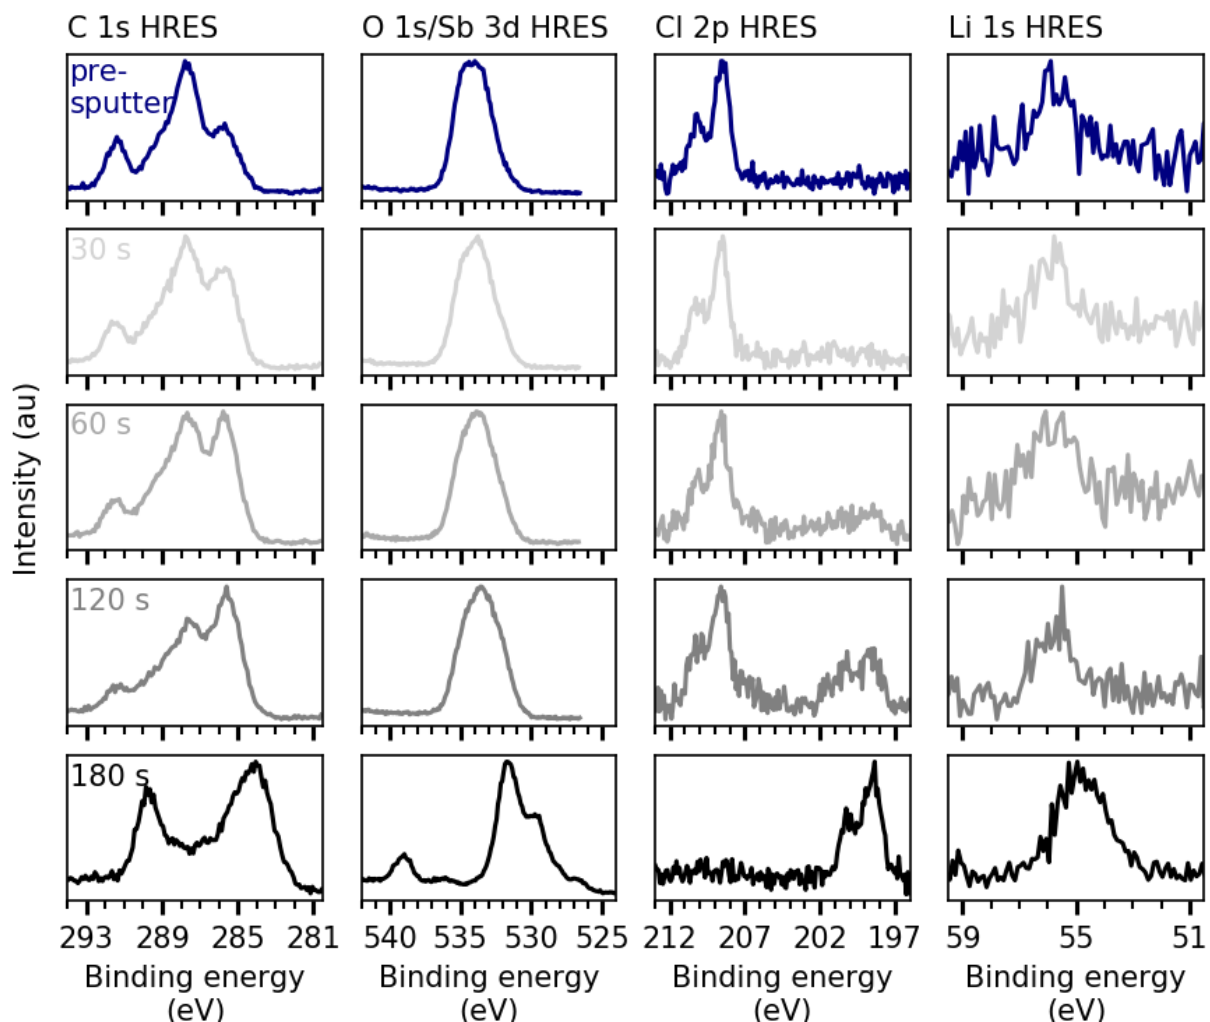 C 1s HRES
O 1s/Sb 3d HRES
Cl 2p HRES
Li 1s HRES
pre-
sputter
30 s
60 s
120 s
180 s
Intensity (au)
293 289 285 281
540 535 530 525
212 207 202 197
59 55 51
Binding energy
(eV)
Binding energy
(eV)
Binding energy
(eV)
Binding energy
(eV)